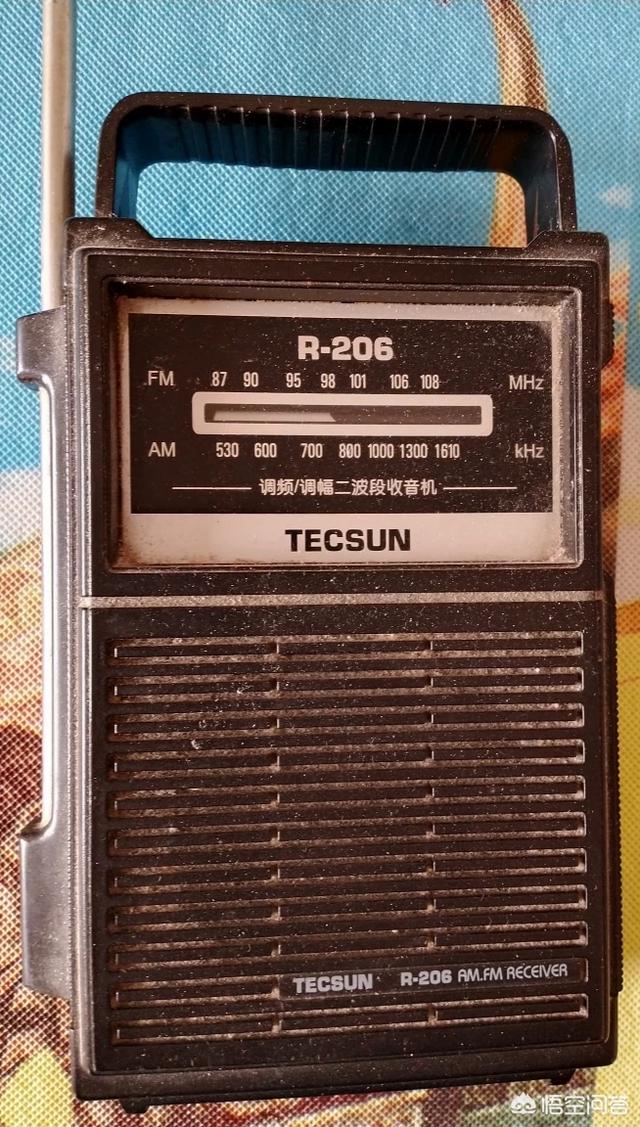 R-206
FM 87 90 95 98 101 106 108 MHz
AM 530 600 700 800 1000 1300 1610 kHz
调频/调幅二波段收音机
TECSUN
TECSUN R-206 AM.FM RECEIVER
悟空问答